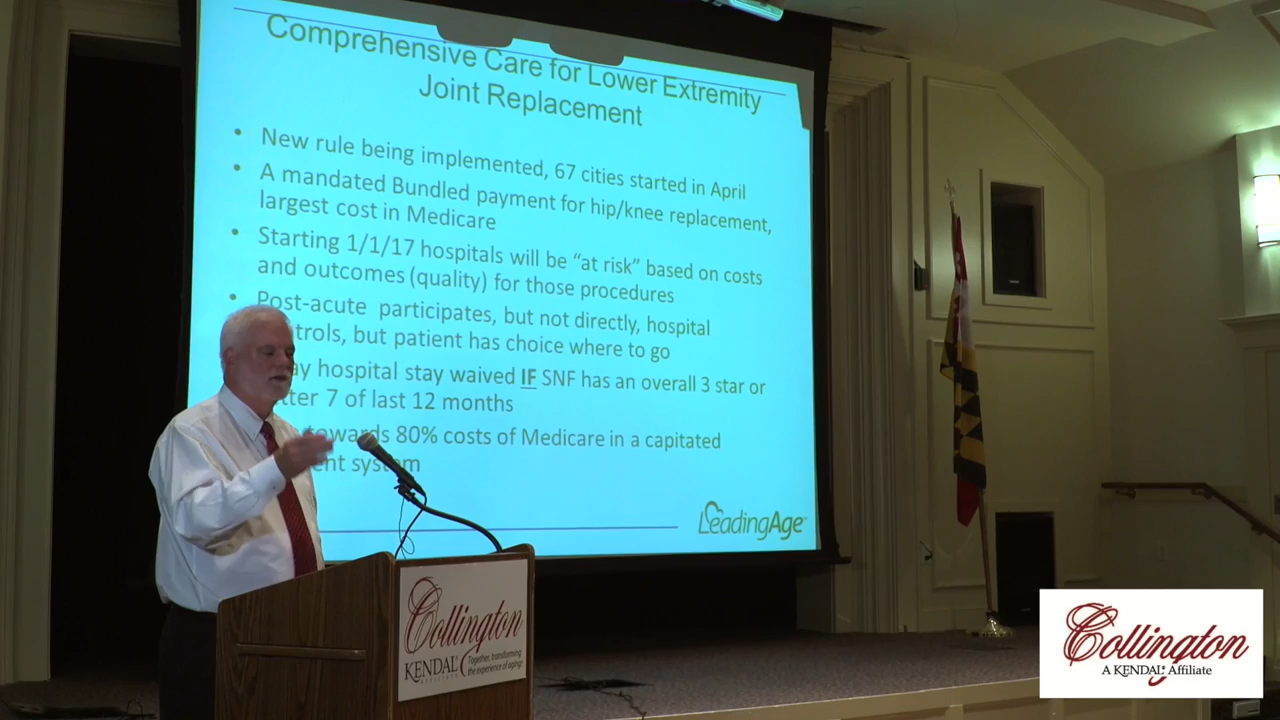 Comprehensive Care for Lower Extremity
Joint Replacement
• New rule being implemented, 67 cities started in April
• A mandated Bundled payment for hip/knee replacement,
largest cost in Medicare
• Starting 1/1/17 hospitals will be “at risk” based on costs
and outcomes (quality) for those procedures
• Post-acute participates, but not directly, hospital
trols, but patient has choice where to go
ay hospital stay waived IF SNF has an overall 3 star or
tter 7 of last 12 months
towards 80% costs of Medicare in a capitated
ent system
LeadingAge
Collington
KENDAL
Together, transforming
the experience of aging
AFFILIATE
Collington
A KENDAL Affiliate